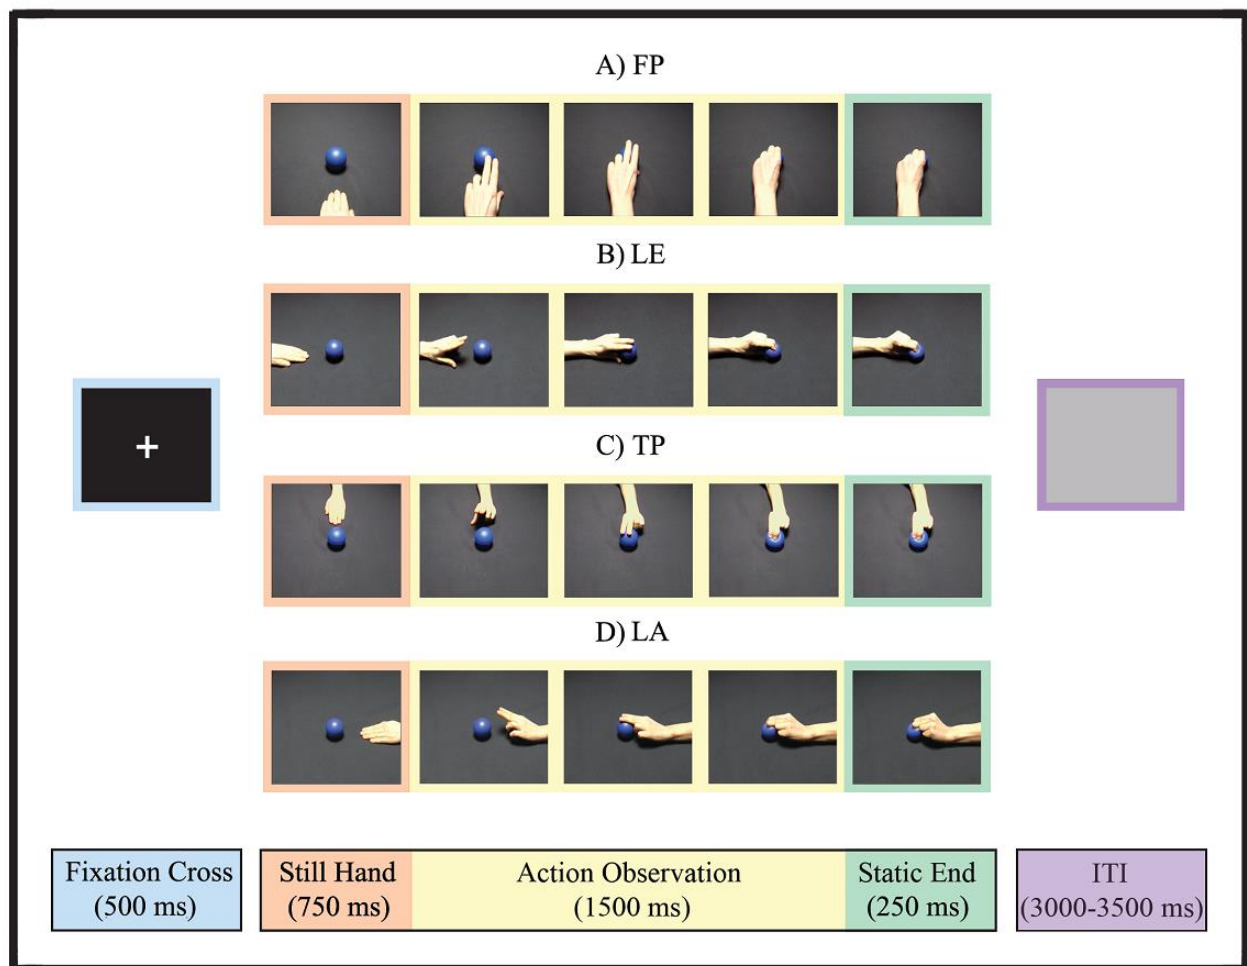 A) FP
B) LE
+
C) TP
D) LA
Fixation Cross
(500 ms)
Still Hand
(750 ms)
Action Observation
(1500 ms)
Static End
(250 ms)
ITI
(3000-3500 ms)